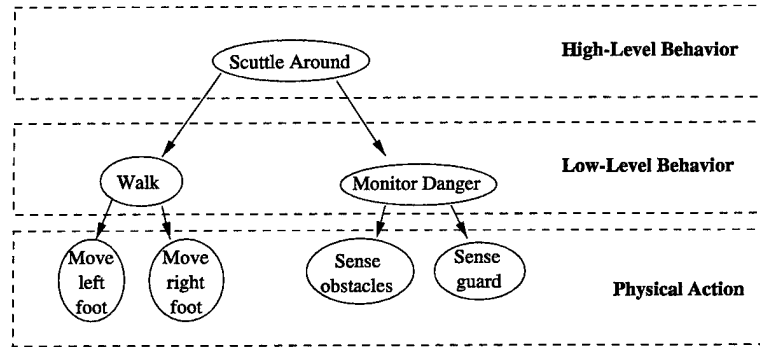 High-Level Behavior
Scuttle Around
Low-Level Behavior
Walk
Monitor Danger
Move
left
foot
Move
right
foot
Sense
obstacles
Sense
guard
Physical Action